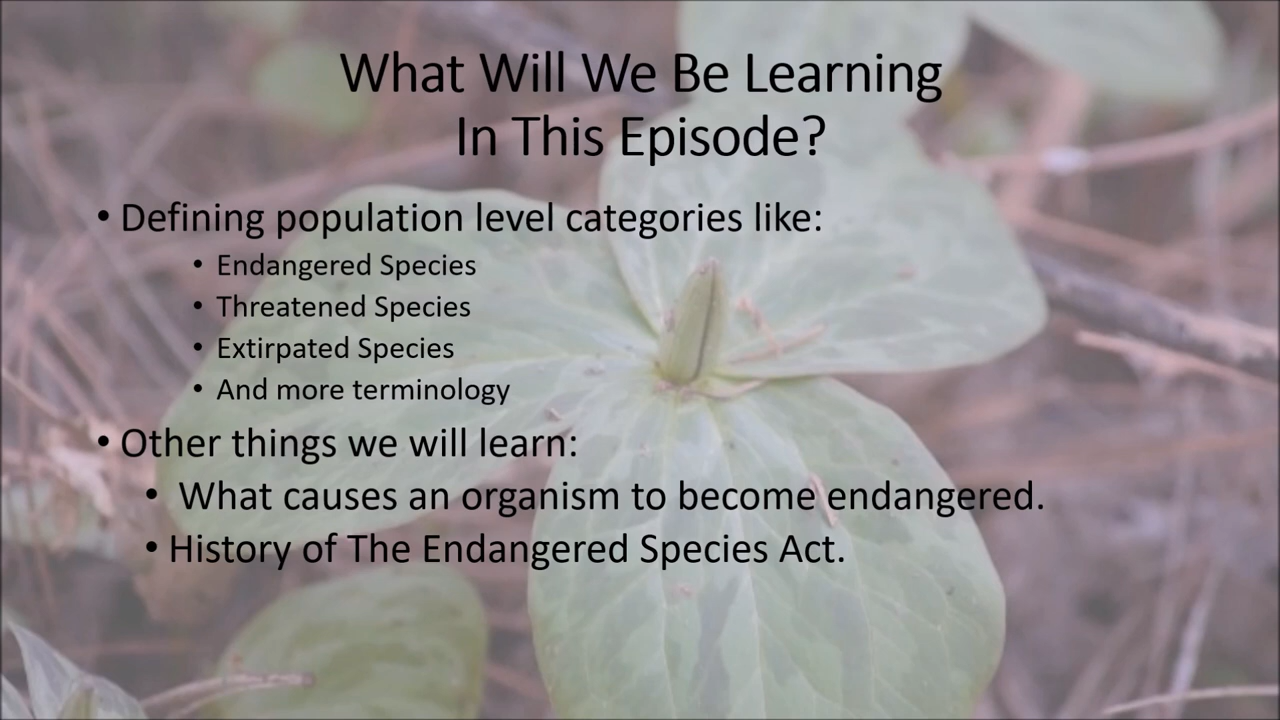 What Will We Be Learning
In This Episode?
• Defining population level categories like:
• Endangered Species
• Threatened Species
• Extirpated Species
• And more terminology
• Other things we will learn:
• What causes an organism to become endangered.
• History of The Endangered Species Act.